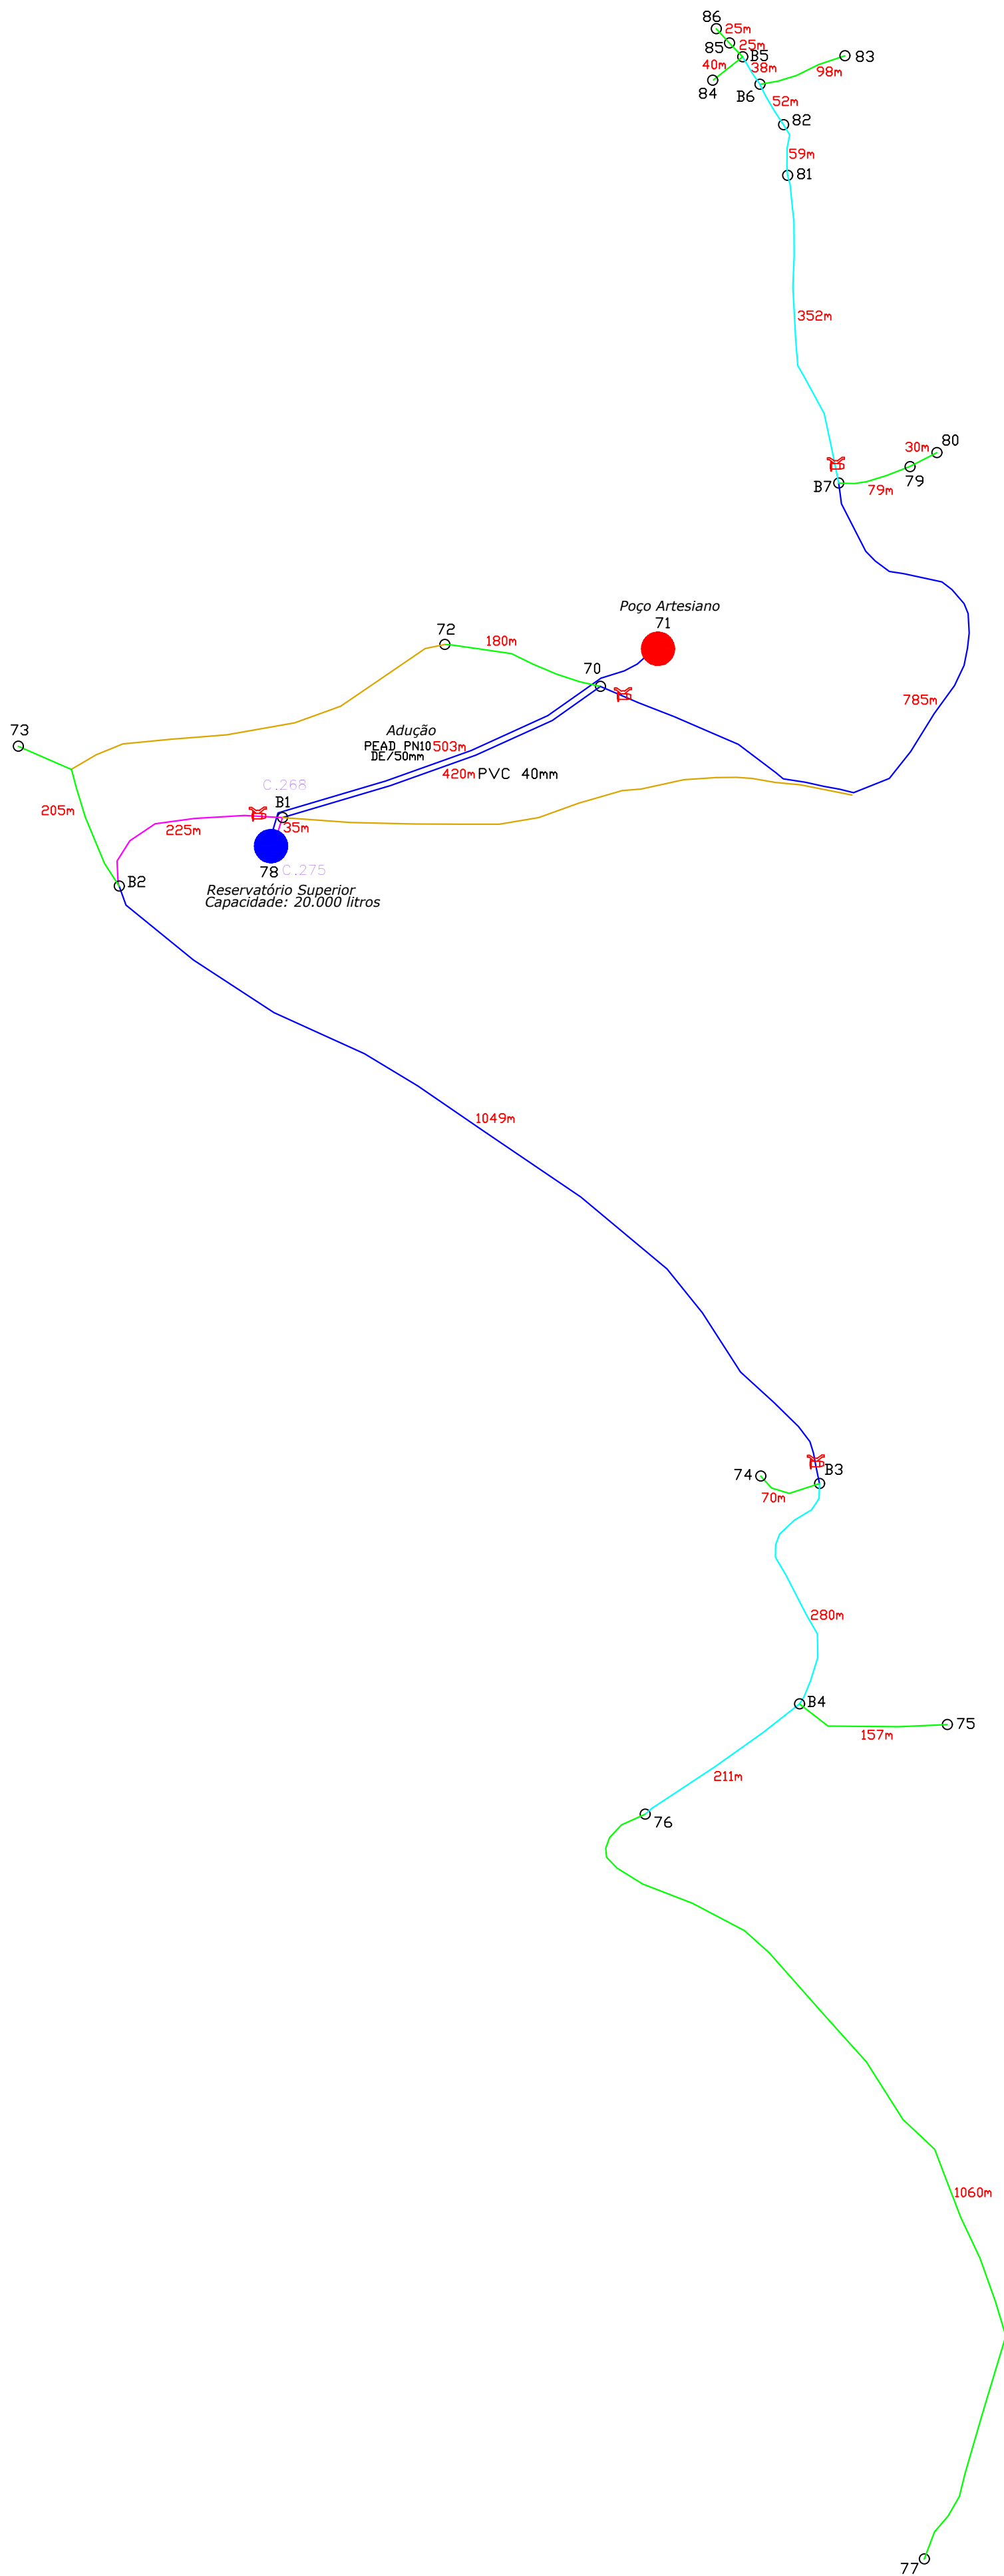 86
25m
85
25m
B5
83
40m
38m
98m
84
B6
52m
82
59m
81
352m
80
30m
B7
79
79m
Poço Artesiano
71
72
180m
70
785m
73
Adução
PEAD PN10 503m
DE/50mm
420m PVC 40mm
C.268
B1
205m
225m
35m
78
C.275
B2
Reservatório Superior
Capacidade: 20.000 litros
1049m
74
B3
70m
280m
B4
75
157m
211m
76
1060m
77